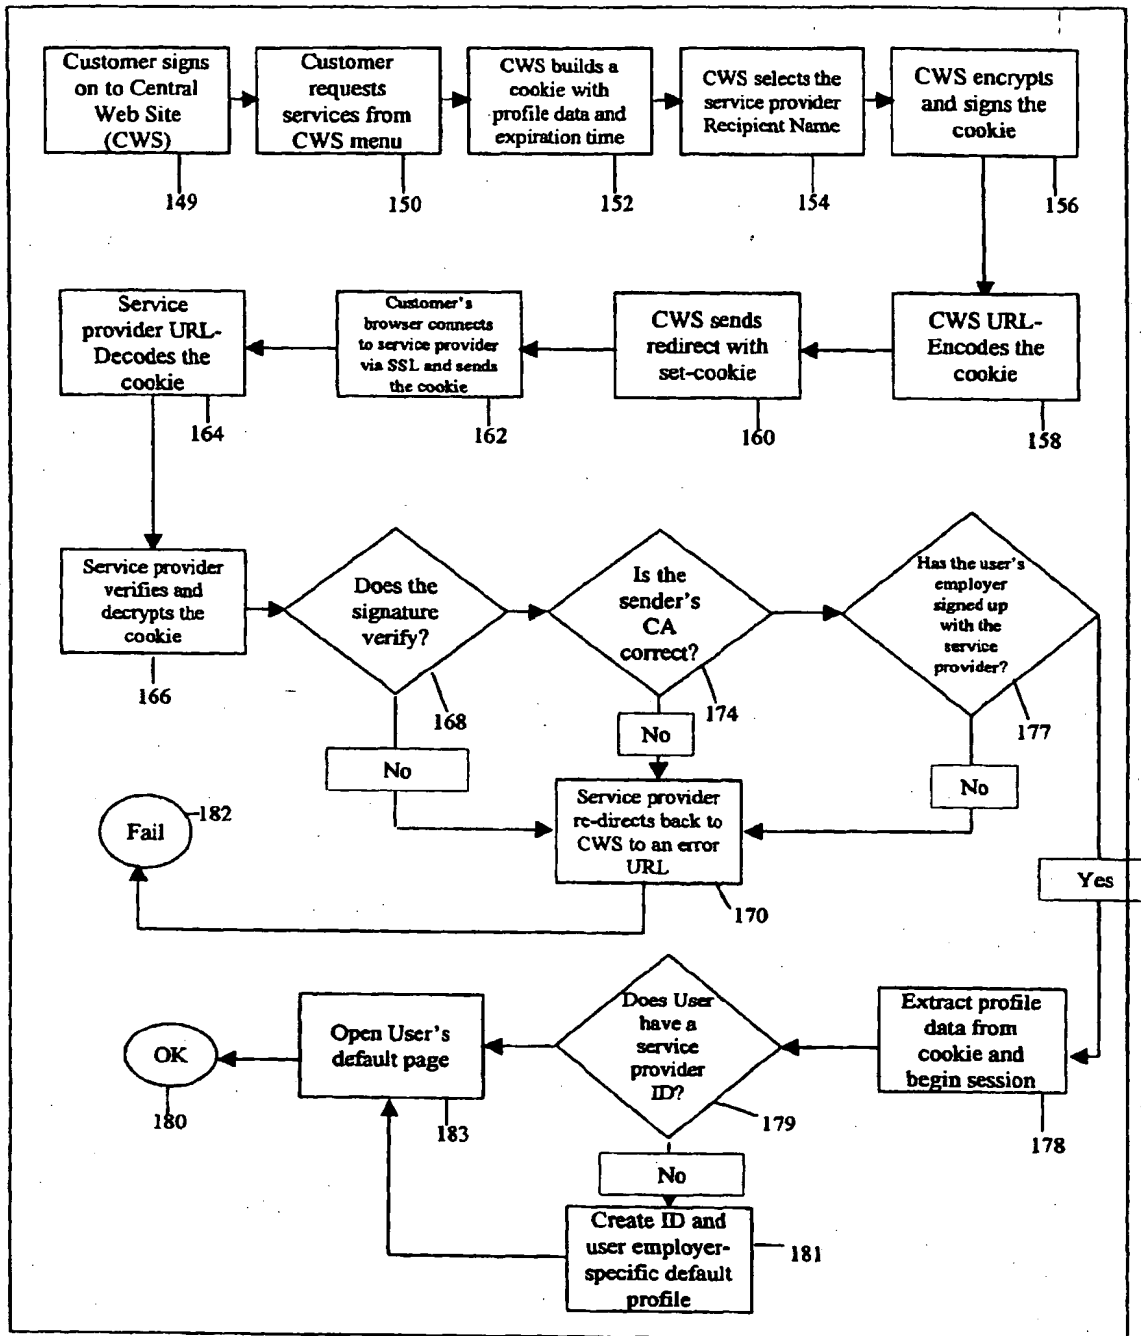 Customer signs
on to Central
Web Site
(CWS)
149
Customer
requests
services from
CWS menu
150
CWS builds a
cookie with
profile data and
expiration time
152
CWS selects the
service provider
Recipient Name
154
CWS encrypts
and signs the
cookie
156
Service
provider URL-
Decodes the
cookie
164
Customer's
browser connects
to service provider
via SSL and sends
the cookie
162
CWS sends
redirect with
set-cookie
160
CWS URL-
Encodes the
cookie
158
Service provider
verifies and
decrypts the
cookie
166
Does the
signature
verify?
168
No
Is the
sender's
CA
correct?
174
No
Has the user's
employer
signed up
with the
service
provider?
177
No
Yes
Fail
182
Service provider
re-directs back to
CWS to an error
URL
170
OK
180
Open User's
default page
183
Does User
have a
service
provider
ID?
179
No
Extract profile
data from
cookie and
begin session
178
Create ID and
user employer-
specific default
profile
181